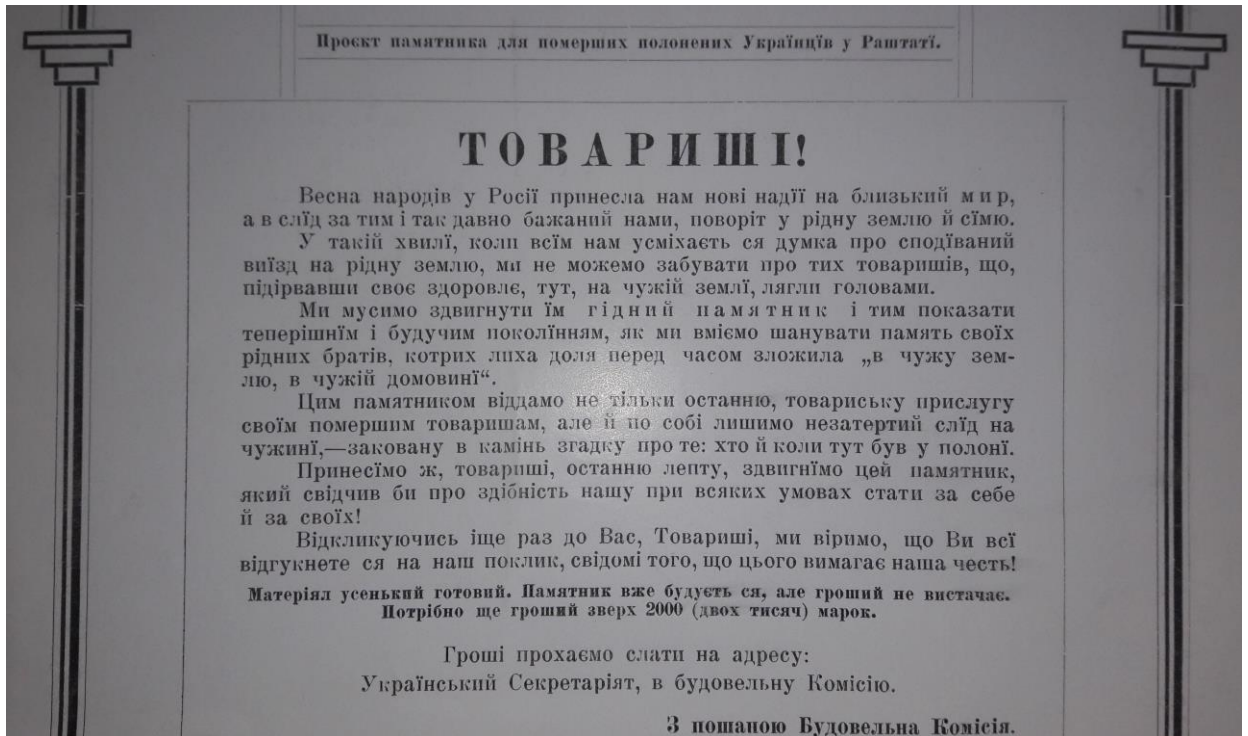 Проєкт памятника для померших полонених Українцїв у Раштатї.
ТОВАРИШІ!
Весна народів у Росії принесла нам нові надїї на близький мир,
а в слїд за тим і так давно бажаний нами, поворіт у рідну землю й сїмю.
У такій хвилї, коли всїм нам усміхаєть ся думка про сподїваний
виїзд на рідну землю, ми не можемо забувати про тих товаришів, що,
підірвавши своє здоровлє, тут, на чужій землї, лягли головами.
Ми мусимо здвигнути їм гідний памятник і тим показати
теперішнїм і будучим поколїнням, як ми вміємо шанувати память своїх
рідних братів, котрих лиха доля перед часом зложила „в чужу зем-
лю, в чужій домовинї“.
Цим памятником віддамо не тїльки останню, товариську прислугу
своїм помершим товаришам, але й по собі лишимо незатертий слїд на
чужинї,—заковану в камінь згадку про те: хто й коли тут був у полонї.
Принесїмо ж, товариші, останню лепту, здвигнїмо цей памятник,
який свідчив би про здібність нашу при всяких умовах стати за себе
й за своїх!
Відкликуючись іще раз до Вас, Товариші, ми віримо, що Ви всї
відгукнете ся на наш поклик, свідомі того, що цього вимагає наша честь!
Матеріял усенький готовий. Памятник вже будуєть ся, але гроший не вистачає.
Потрібно ще гроший зверх 2000 (двох тисяч) марок.
Гроші прохаємо слати на адресу:
Український Секретаріят, в будовельну Комісію.
З пошаною Будовельна Комісія.